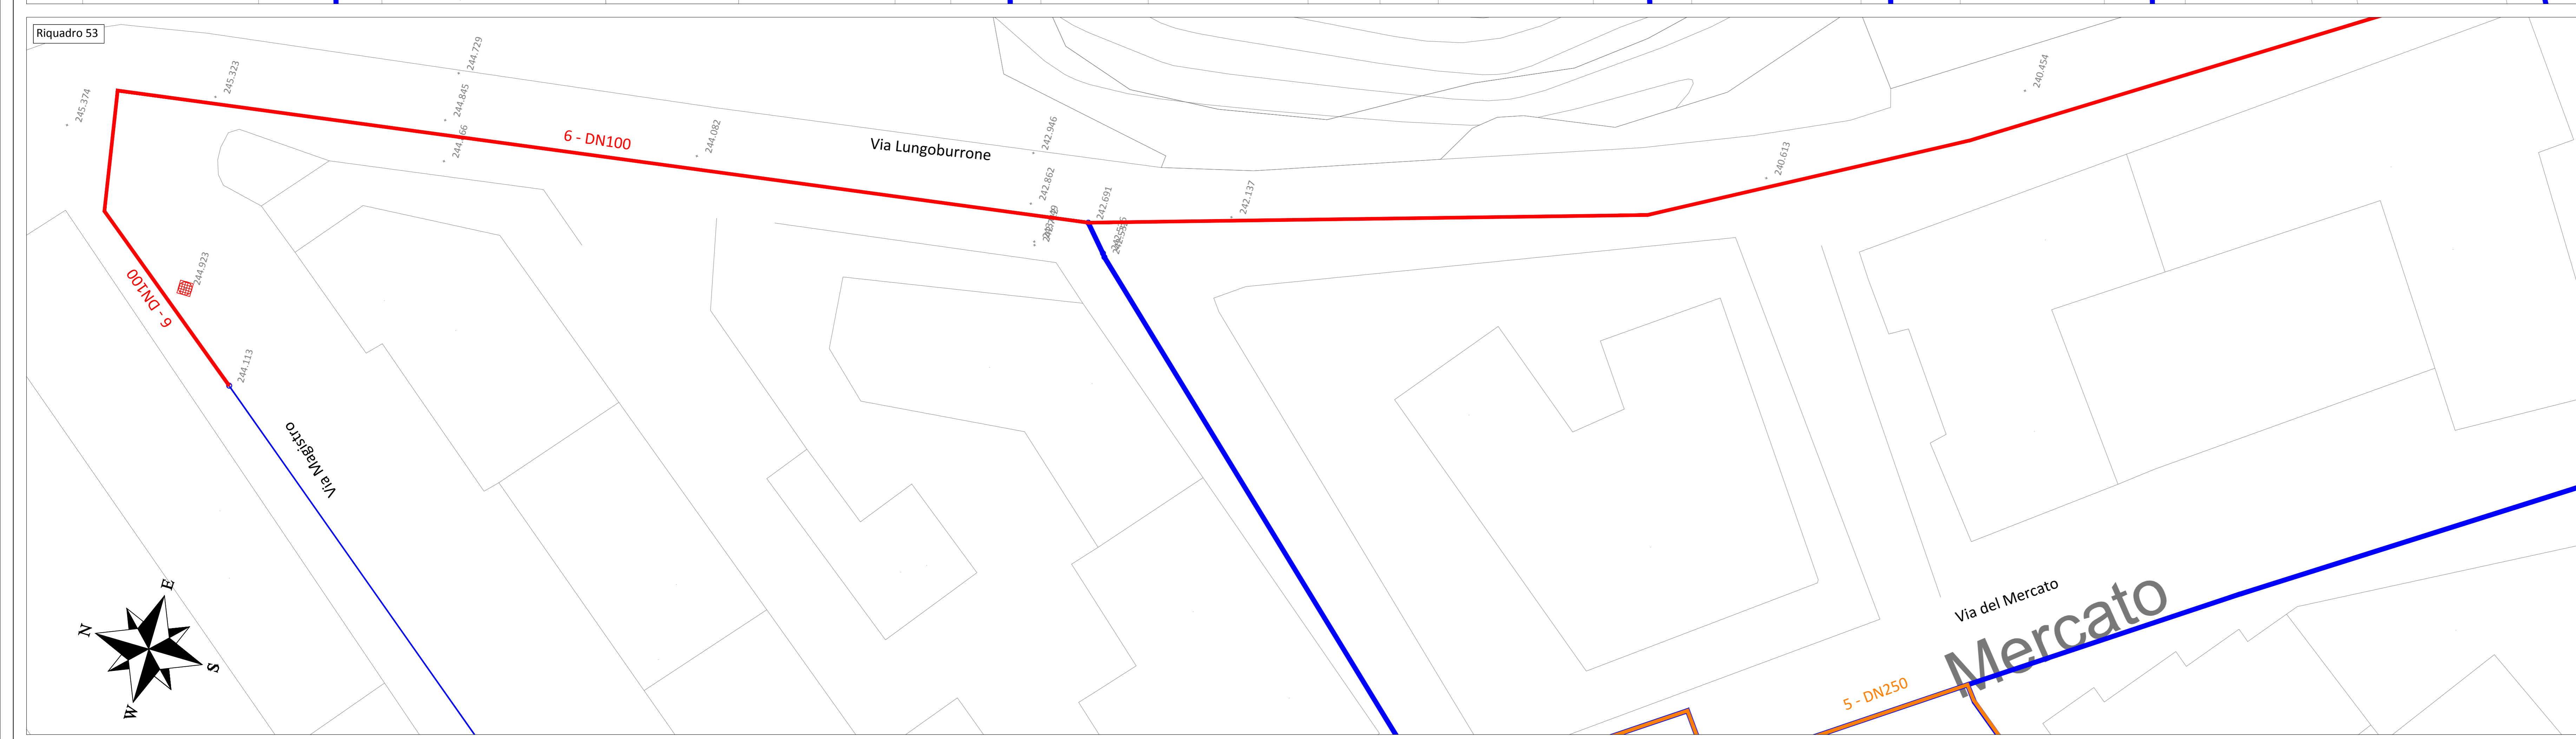 Riquadro 53
245.374
245.323
244.729
244.845
6 - DN100
244.082
Via Lungoburrone
242.946
242.862
242.691
242.137
240.613
240.454
244.923
6 - DN100
244.113
Via Magistro
N
E
S
W
Via del Mercato
Mercato
5 - DN250